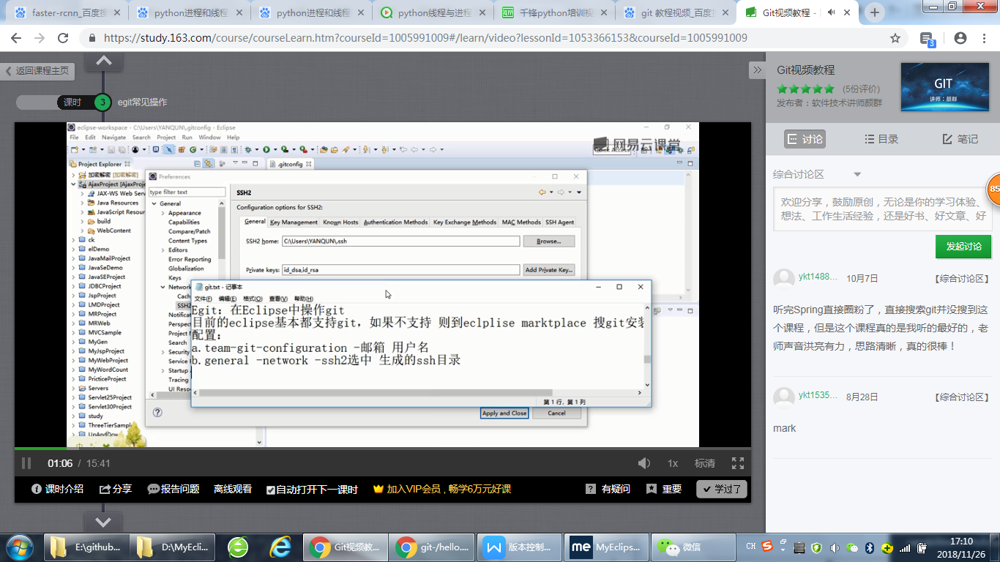 faster-rcnn_百度搜
python进程和线程
python进程和线程
python线程与进程
千锋python培训视
git 教程视频_百度
Git视频教程 -
https://study.163.com/course/courseLearn.htm?courseId=1005991009#/learn/video?lessonId=1053366153&courseId=1005991009
3
返回课程主页
课时 3 egit常见操作
eclipse-workspace - C:\Users\YANQUN\.gitconfig - Eclipse
File Edit Navigate Search Project Run Window Help
网易云课堂
Quick Access
Project Explorer
.gitconfig
加密解密 [加密解密]
AjaxProject [AjaxProje
JAX-WS Web Serv
Java Resources
JavaScript Resour
build
WebContent
ck
elDemo
JavaMailProject
JavaSeDemo
JavaSEProject
JDBCProject
JspProject
LMDProject
MRProject
MRWeb
MVCSample
MyGen
MyJspProject
MyWebProject
MyWordCount
PricticeProject
Servers
Servlet25Project
Servlet30Project
study
ThreeTierSample
UpAndDow
Preferences
type filter text
General
Appearance
Capabilities
Compare/Patch
Content Types
Editors
Error Reporting
Globalization
Keys
Network
Cach
SSH2
Notificat
Perspect
Project N
Search
Security
Service
Startup a
Tracing
UI Respo
SSH2
Configuration options for SSH2:
General Key Management Known Hosts Authentication Methods Key Exchange Methods MAC Methods SSH Agent
SSH2 home: C:\Users\YANQUN\.ssh Browse...
Private keys: id_dsa,id_rsa Add Private Key...
git.txt - 记事本
文件(F) 编辑(E) 格式(O) 查看(V) 帮助(H)
Egit: 在Eclipse中操作git
目前的eclipse基本都支持git, 如果不支持 则到eclplise marktplace 搜git安装
配置:
a.team-git-configuration -邮箱 用户名
b.general -network -ssh2选中 生成的ssh目录
第 1 行, 第 1 列
Apply and Close Cancel
01:06 / 15:41
1x 标清
课时介绍 分享 报告问题 离线观看 自动打开下一课时 加入VIP会员 , 畅学6万元好课
有疑问 重要 学过了
Git视频教程
(5份评价)
发布者：软件技术讲师颜群
GIT
讲师：颜群
讨论 目录 笔记
综合讨论区
85
欢迎分享，鼓励原创，无论是你的学习体验、
想法、工作生活经验，还是好书、好文章、好
发起讨论
ykt1488... 10月7日 【综合讨论区】
听完Spring直接圈粉了，直接搜索git并没搜到这
个课程，但是这个课程真的是我听的最好的，老
师声音洪亮有力，思路清晰，真的很棒！
ykt1535... 8月28日 【综合讨论区】
mark
E:\github...
D:\MyEcli...
Git视频教...
git-/hello....
版本控制...
me MyEclips...
微信
CH
17:10
2018/11/26